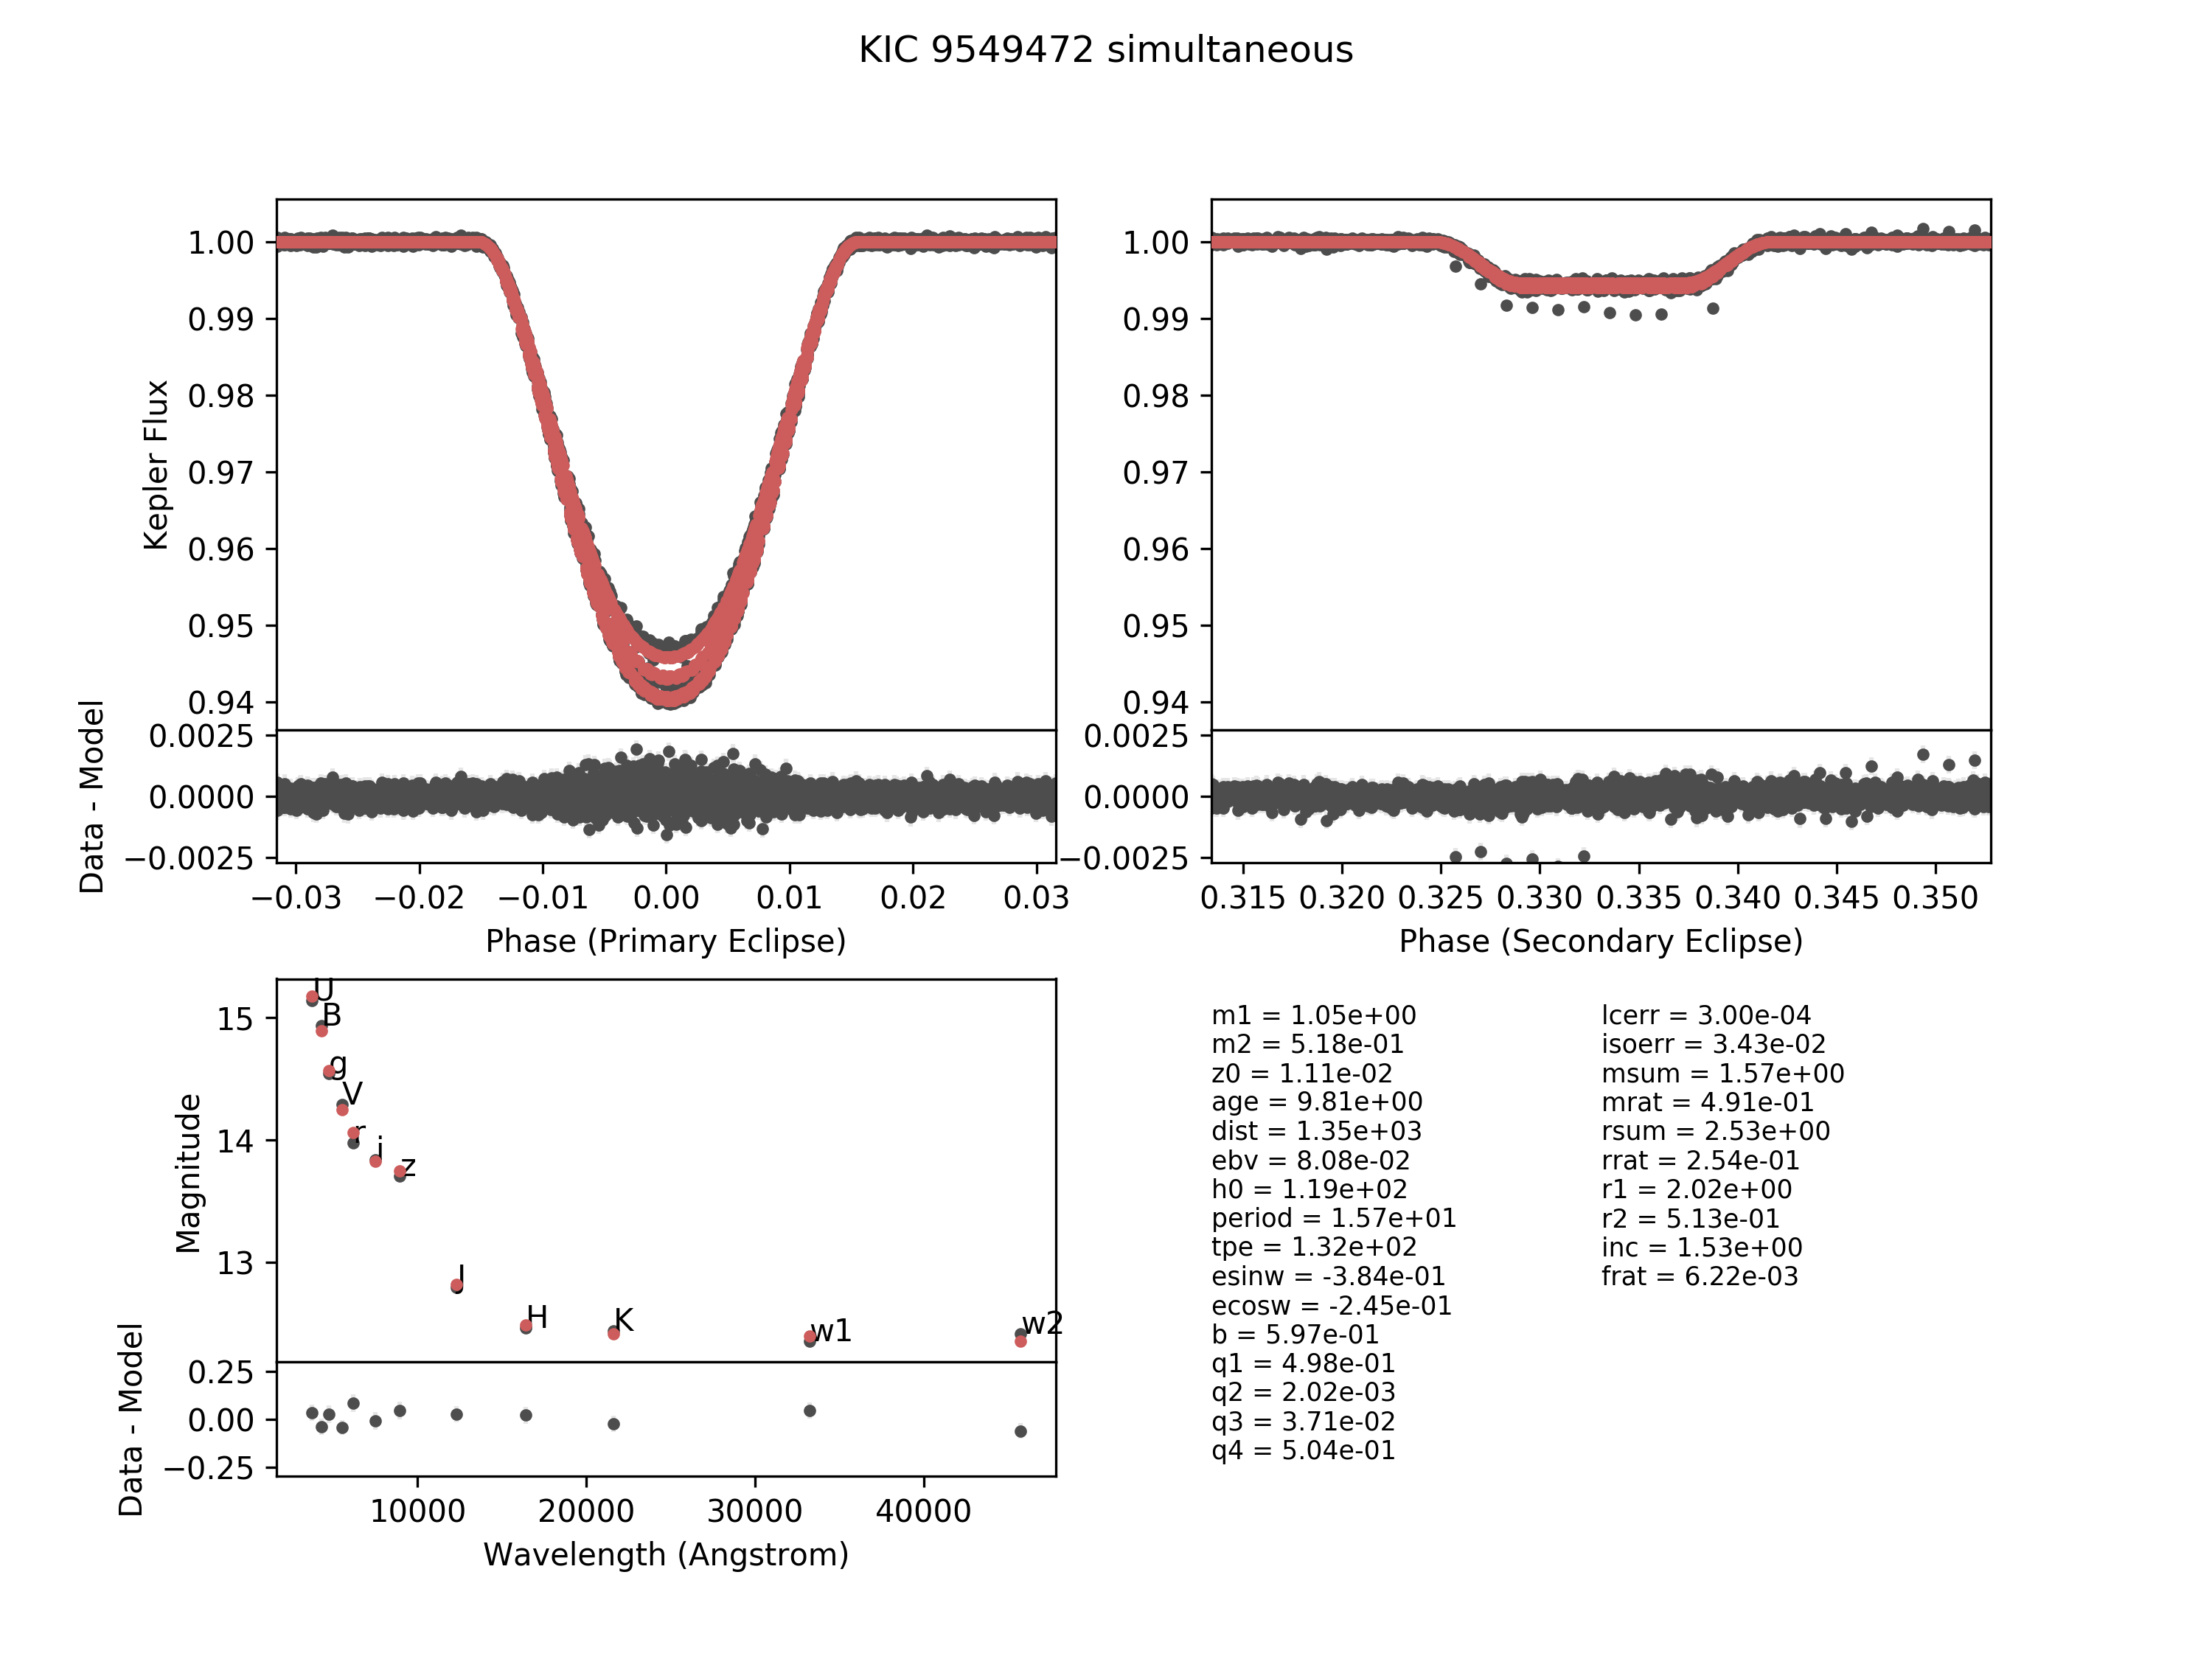 KIC 9549472 simultaneous
Kepler Flux
1.00
0.99
0.98
0.97
0.96
0.95
0.94
Data - Model
0.0025
0.0000
−0.0025
−0.03 −0.02 −0.01 0.00 0.01 0.02 0.03
Phase (Primary Eclipse)
1.00
0.99
0.98
0.97
0.96
0.95
0.94
0.0025
0.0000
−0.0025
0.315 0.320 0.325 0.330 0.335 0.340 0.345 0.350
Phase (Secondary Eclipse)
Magnitude
15
14
13
U
B
g
V
r
i
z
J
H
K
w1
w2
Data - Model
0.25
0.00
−0.25
10000 20000 30000 40000
Wavelength (Angstrom)
m1 = 1.05e+00
m2 = 5.18e-01
z0 = 1.11e-02
age = 9.81e+00
dist = 1.35e+03
ebv = 8.08e-02
h0 = 1.19e+02
period = 1.57e+01
tpe = 1.32e+02
esinw = -3.84e-01
ecosw = -2.45e-01
b = 5.97e-01
q1 = 4.98e-01
q2 = 2.02e-03
q3 = 3.71e-02
q4 = 5.04e-01
lcerr = 3.00e-04
isoerr = 3.43e-02
msum = 1.57e+00
mrat = 4.91e-01
rsum = 2.53e+00
rrat = 2.54e-01
r1 = 2.02e+00
r2 = 5.13e-01
inc = 1.53e+00
frat = 6.22e-03